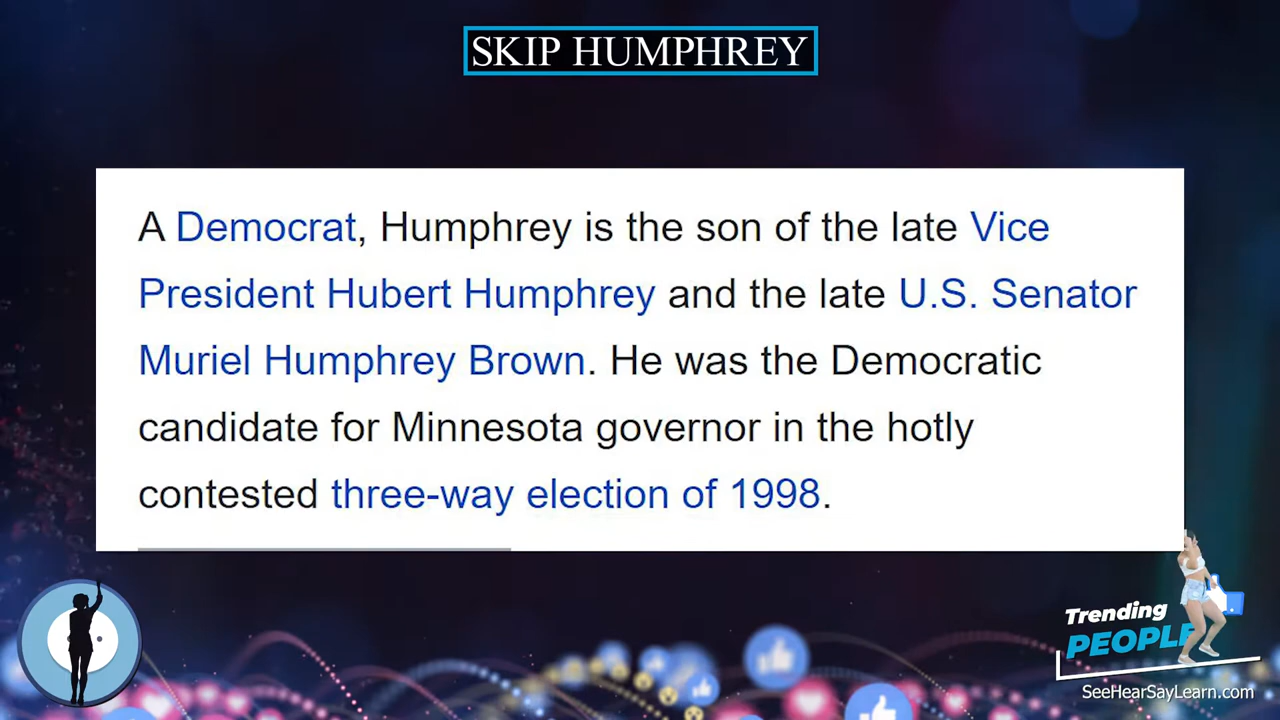 SKIP HUMPHREY
A Democrat, Humphrey is the son of the late Vice
President Hubert Humphrey and the late U.S. Senator
Muriel Humphrey Brown. He was the Democratic
candidate for Minnesota governor in the hotly
contested three-way election of 1998.
Trending
PEOPLE
SeeHearSayLearn.com